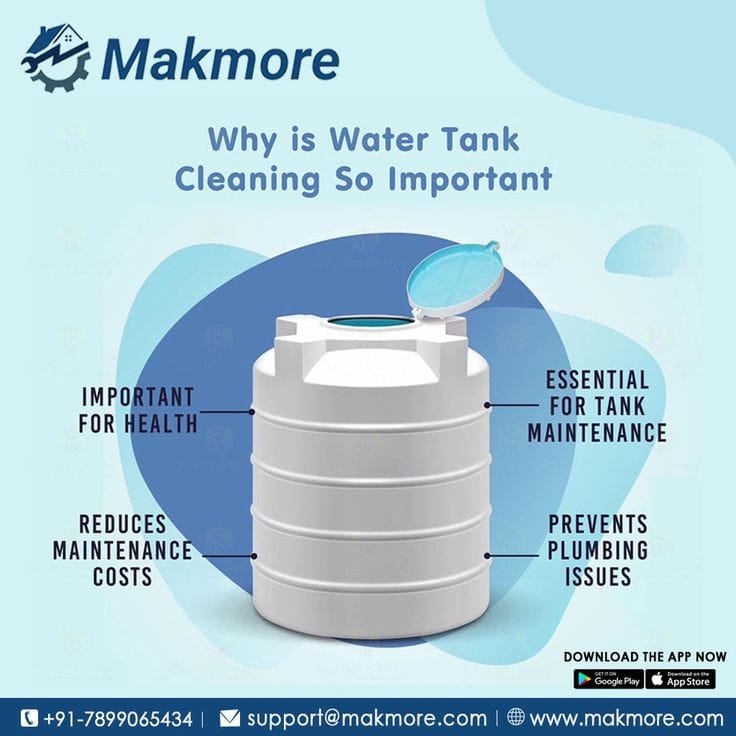 Makmore
Why is Water Tank
Cleaning So Important
IMPORTANT
FOR HEALTH
ESSENTIAL
FOR TANK
MAINTENANCE
REDUCES
MAINTENANCE
COSTS
PREVENTS
PLUMBING
ISSUES
DOWNLOAD THE APP NOW
GET IT ON
Google Play
Download on the
App Store
+91-7899065434 | support@makmore.com | www.makmore.com